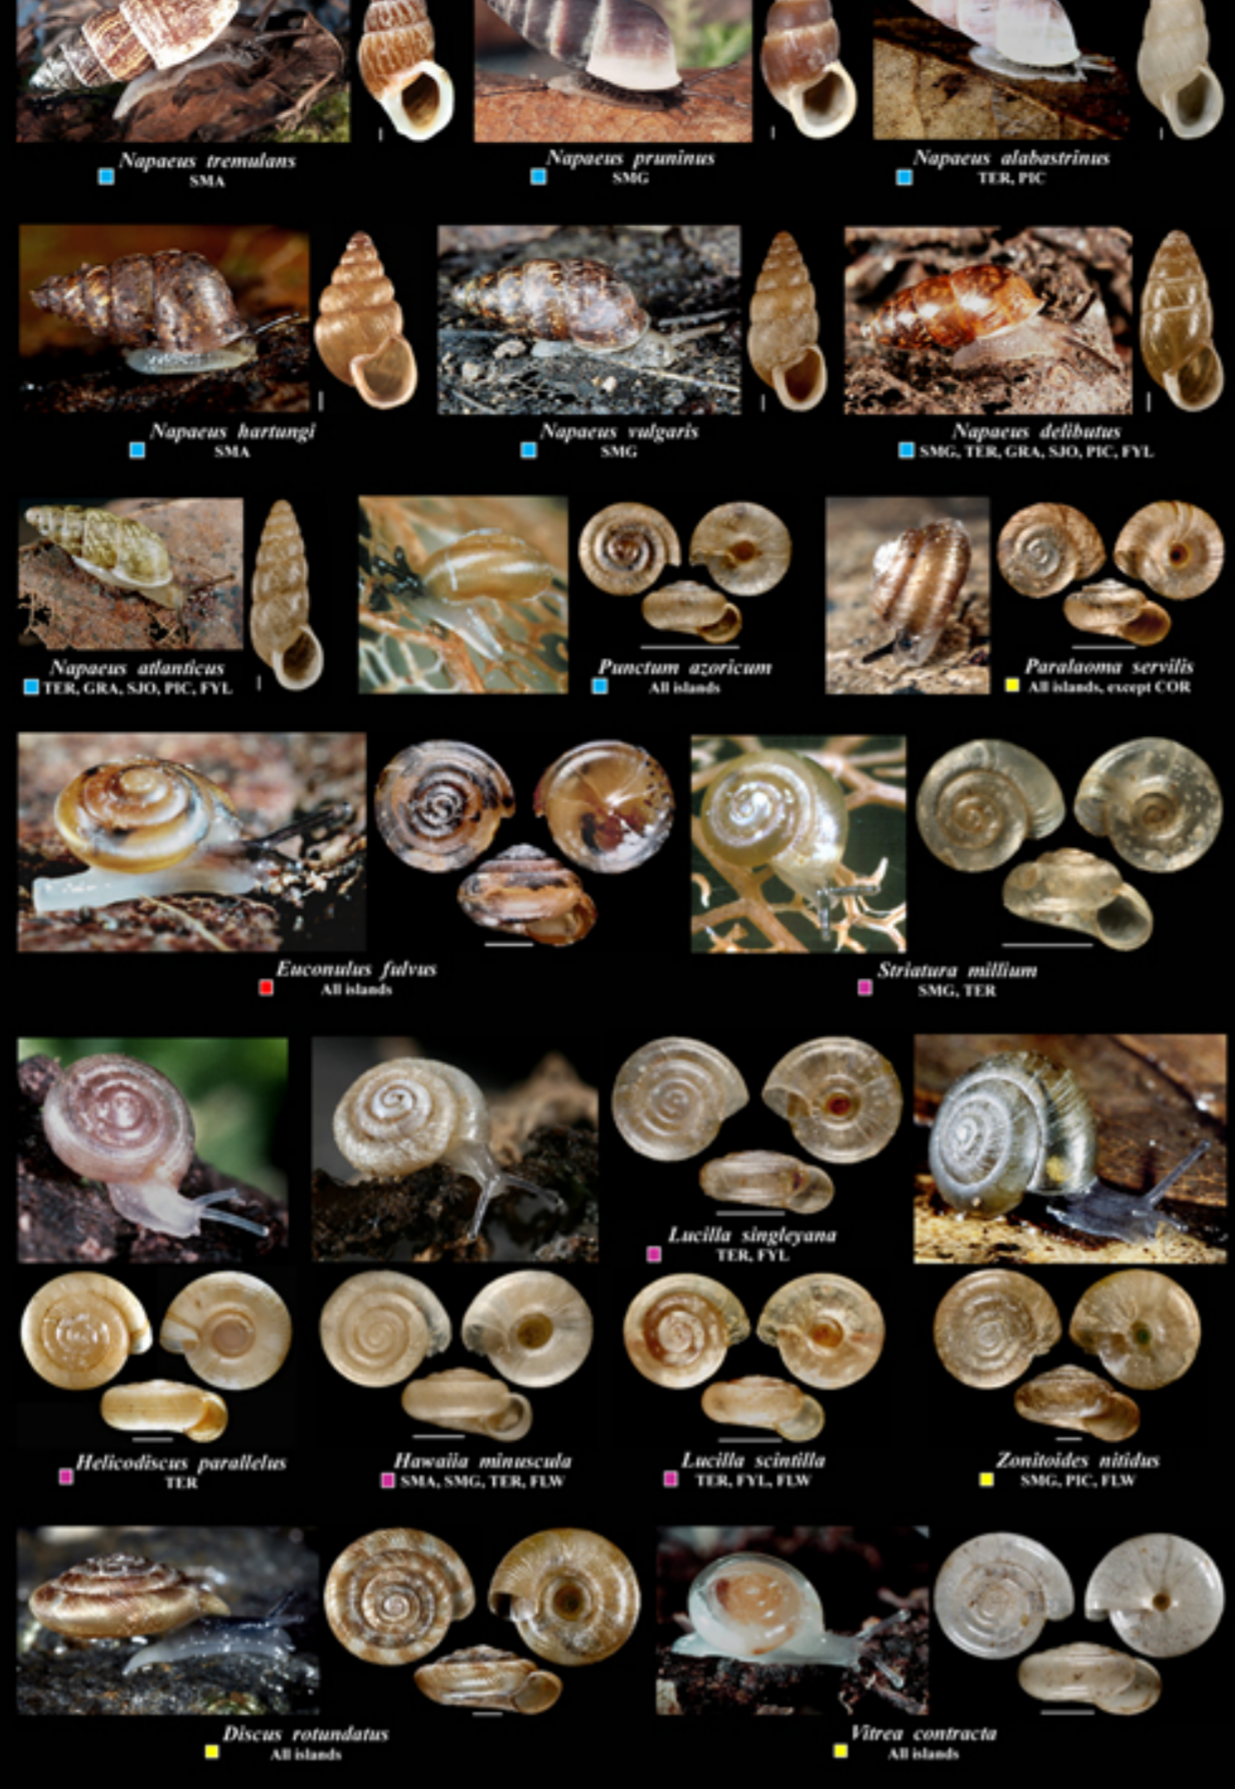 Napaeus tremulans
SMA
Napaeus pruninus
SMG
Napaeus alabastrinus
TER, PIC
Napaeus hartungi
SMA
Napaeus vulgaris
SMG
Napaeus delibutus
SMG, TER, GRA, SJO, PIC, FYL
Napaeus atlanticus
TER, GRA, SJO, PIC, FYL
Punctum azoricum
All islands
Paralaoma servilis
All islands, except COR
Euconulus fulvus
All islands
Striatura millium
SMG, TER
Lucilla singleyana
TER, FYL
Helicodiscus parallelus
TER
Hawaiia minuscula
SMA, SMG, TER, FLW
Lucilla scintilla
TER, FYL, FLW
Zonitoides nitidus
SMG, PIC, FLW
Discus rotundatus
All islands
Vitrea contracta
All islands